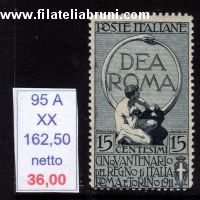 www.filateliabruni.com
95 A
XX
162,50
netto
36,00
POSTE ITALIANE
DEA
ROMA
15 15
CENTESIMI
CINQVANTENARIO
DEL REGNO D'ITALIA
ROMA E TORINO 1911